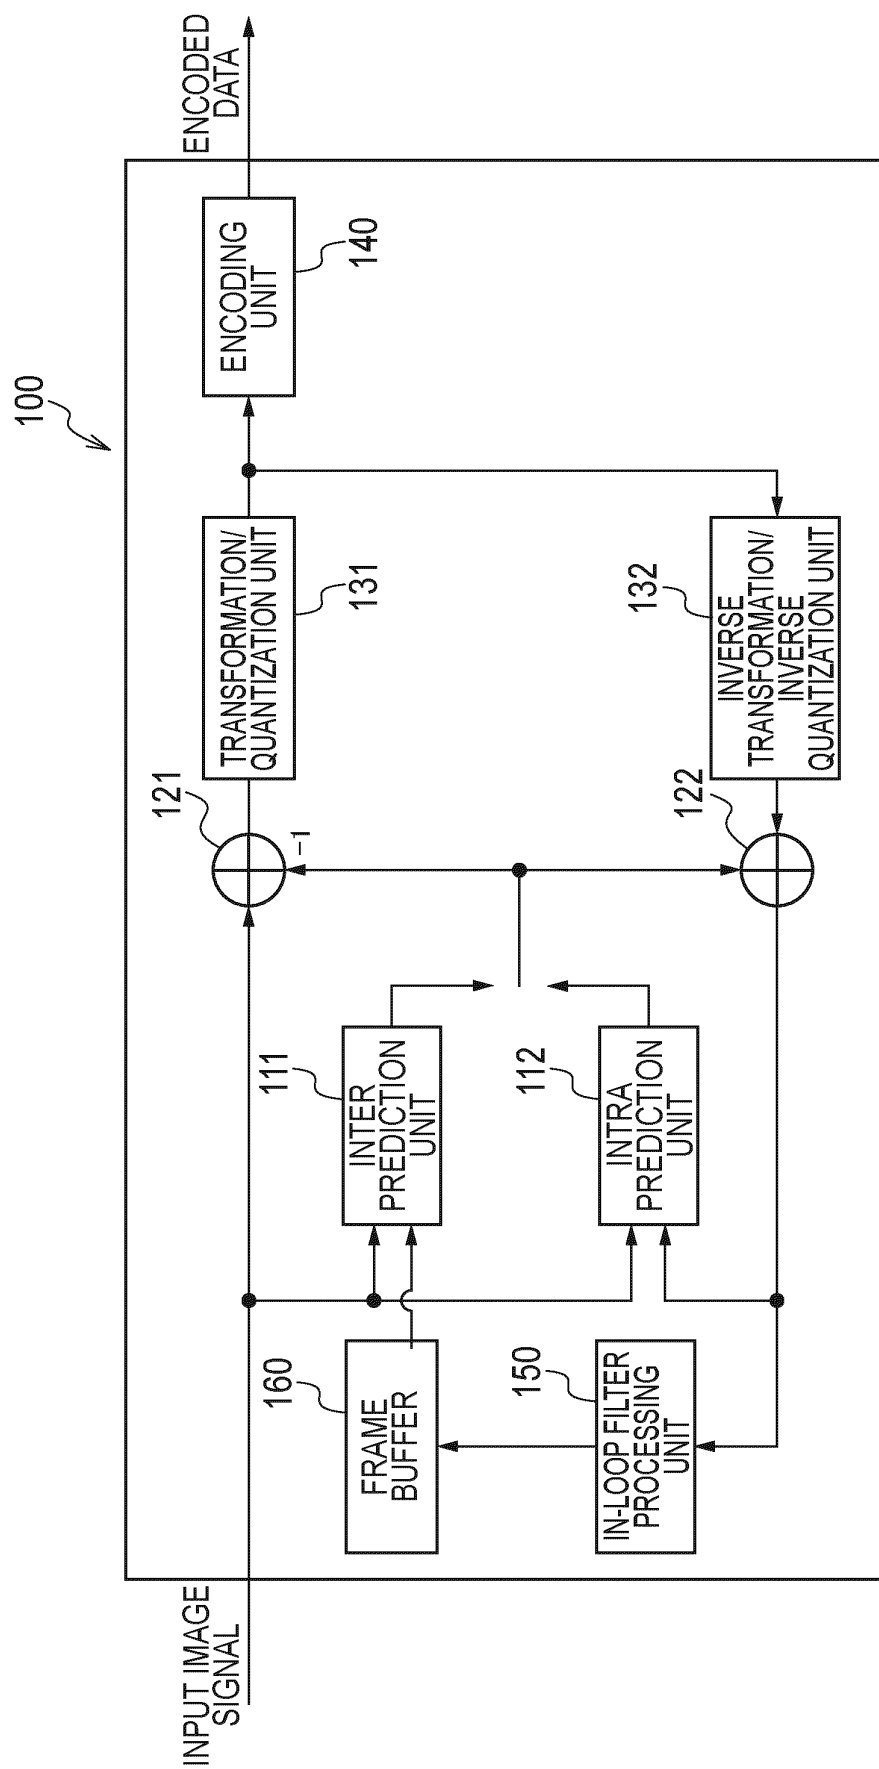 100
INPUT IMAGE
SIGNAL
ENCODED
DATA
121
-1
TRANSFORMATION/
QUANTIZATION UNIT
131
ENCODING
UNIT
140
160
FRAME
BUFFER
111
INTER
PREDICTION
UNIT
150
IN-LOOP FILTER
PROCESSING
UNIT
112
INTRA
PREDICTION
UNIT
122
132
INVERSE
TRANSFORMATION/
INVERSE
QUANTIZATION UNIT